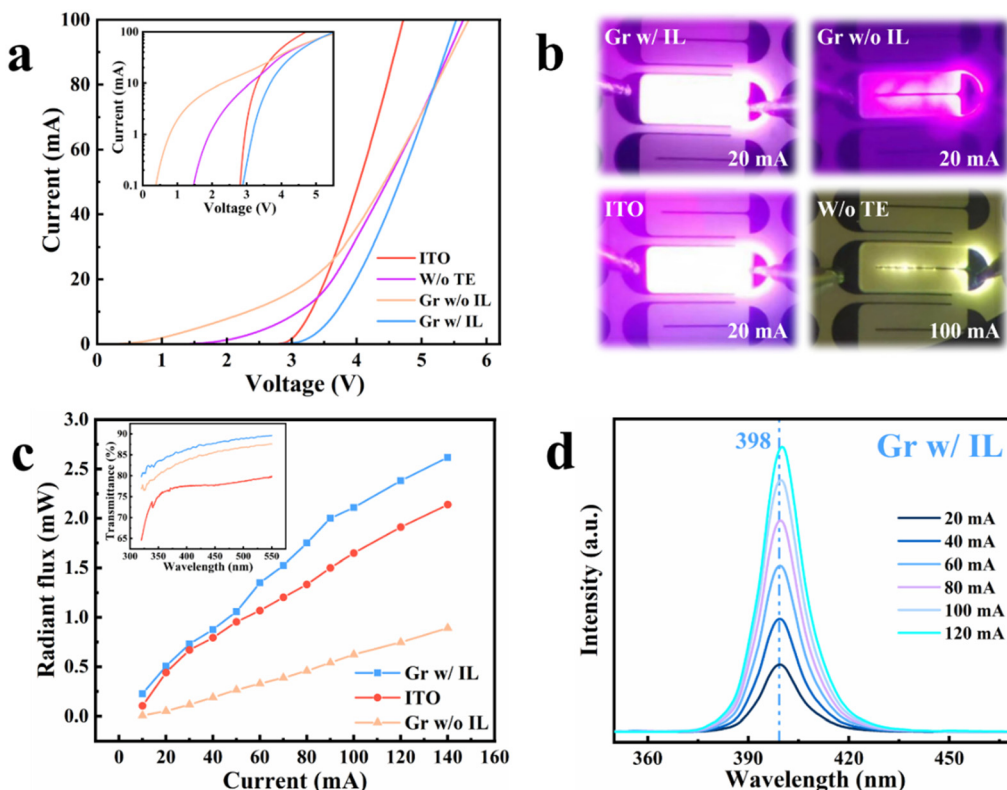 a
Current (mA)
100
80
60
40
20
0
0 1 2 3 4 5 6
Voltage (V)
Current (mA)
100
10
1
0.1
0 1 2 3 4 5
Voltage (V)
ITO
W/o TE
Gr w/o IL
Gr w/ IL
b
Gr w/ IL
20 mA
Gr w/o IL
20 mA
ITO
20 mA
W/o TE
100 mA
c
Radiant flux (mW)
3.0
2.5
2.0
1.5
1.0
0.5
0.0
0 20 40 60 80 100 120 140
Current (mA)
Transmittance (%)
90
85
80
75
70
65
300 350 400 450 500 550
Wavelength (nm)
Gr w/ IL
ITO
Gr w/o IL
d
398
Gr w/ IL
20 mA
40 mA
60 mA
80 mA
100 mA
120 mA
Intensity (a.u.)
360 390 420 450
Wavelength (nm)